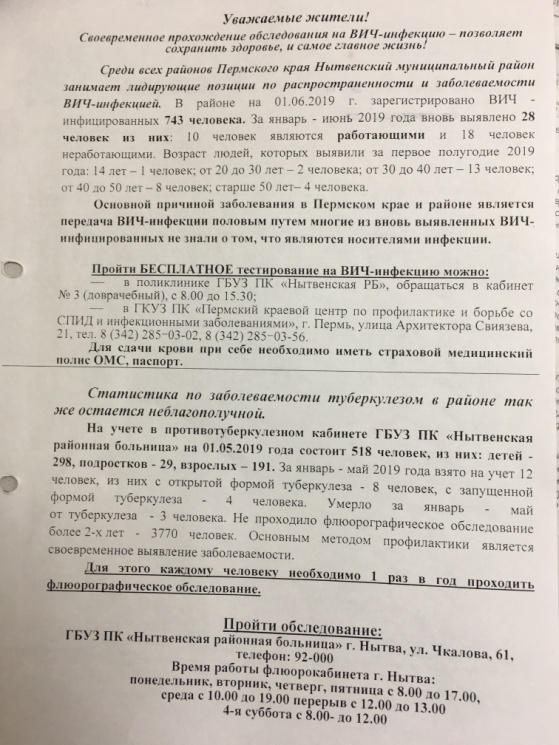 Уважаемые жители!
Своевременное прохождение обследования на ВИЧ-инфекцию – позволяет
сохранить здоровье, и самое главное жизнь!
Среди всех районов Пермского края Нытвенский муниципальный район
занимает лидирующие позиции по распространенности и заболеваемости
ВИЧ-инфекцией. В районе на 01.06.2019 г. зарегистрировано ВИЧ -
инфицированных 743 человека. За январь - июнь 2019 года вновь выявлено 28
человек из них: 10 человек являются работающими и 18 человек
неработающими. Возраст людей, которых выявили за первое полугодие 2019
года: 14 лет – 1 человек; от 20 до 30 лет – 2 человека; от 30 до 40 лет – 13 человек;
от 40 до 50 лет – 8 человек; старше 50 лет– 4 человека.
Основной причиной заболевания в Пермском крае и районе является
передача ВИЧ-инфекции половым путем многие из вновь выявленных ВИЧ-
инфицированных не знали о том, что являются носителями инфекции.
Пройти БЕСПЛАТНОЕ тестирование на ВИЧ-инфекцию можно:
— в поликлинике ГБУЗ ПК «Нытвенская РБ», обращаться в кабинет
№ 3 (доврачебный), с 8.00 до 15.30;
— в ГКУЗ ПК «Пермский краевой центр по профилактике и борьбе со
СПИД и инфекционными заболеваниями», г. Пермь, улица Архитектора Свиязева,
21, тел. 8 (342) 285−03-02, 8 (342) 285−03-56.
Для сдачи крови при себе необходимо иметь страховой медицинский
полис ОМС, паспорт.
Статистика по заболеваемости туберкулезом в районе так
же остается неблагополучной.
На учете в противотуберкулезном кабинете ГБУЗ ПК «Нытвенская
районная больница» на 01.05.2019 года состоит 518 человек, из них: детей -
298, подростков - 29, взрослых – 191. За январь - май 2019 года взято на учет 12
человек, из них с открытой формой туберкулеза - 8 человек, с запущенной
формой туберкулеза - 4 человека. Умерло за январь - май
от туберкулеза - 3 человека. Не проходило флюорографическое обследование
более 2-х лет - 3770 человек. Основным методом профилактики является
своевременное выявление заболеваемости.
Для этого каждому человеку необходимо 1 раз в год проходить
флюорографическое обследование.
Пройти обследование:
ГБУЗ ПК «Нытвенская районная больница» г. Нытва, ул. Чкалова, 61,
телефон: 92-000
Время работы флюорокабинета г. Нытва:
понедельник, вторник, четверг, пятница с 8.00 до 17.00,
среда с 10.00 до 19.00 перерыв с 12.00 до 13.00
4-я суббота с 8.00- до 12.00